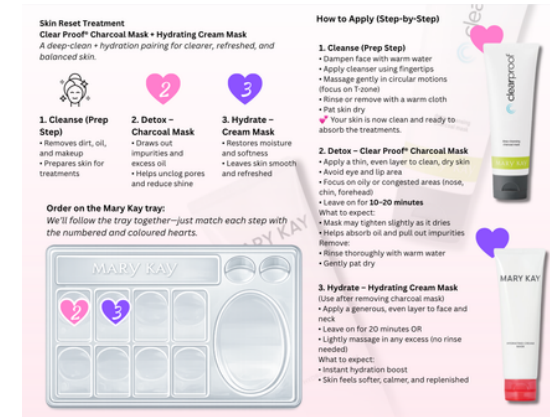 Skin Reset Treatment
Clear Proof® Charcoal Mask + Hydrating Cream Mask
A deep-clean + hydration pairing for clearer, refreshed, and
balanced skin.
2
3
1. Cleanse (Prep
Step)
• Removes dirt, oil,
and makeup
• Prepares skin for
treatments
2. Detox –
Charcoal Mask
• Draws out
impurities and
excess oil
• Helps unclog pores
and reduce shine
3. Hydrate –
Cream Mask
• Restores moisture
and softness
• Leaves skin smooth
and refreshed
Order on the Mary Kay tray:
We'll follow the tray together—just match each step with
the numbered and coloured hearts.
MARY KAY
2
3
How to Apply (Step-by-Step)
1. Cleanse (Prep Step)
• Dampen face with warm water
• Apply cleanser using fingertips
• Massage gently in circular motions
(focus on T-zone)
• Rinse or remove with a warm cloth
• Pat skin dry
💕 Your skin is now clean and ready to
absorb the treatments.
2. Detox – Clear Proof® Charcoal Mask
• Apply a thin, even layer to clean, dry skin
• Avoid eye and lip area
• Focus on oily or congested areas (nose,
chin, forehead)
• Leave on for 10–20 minutes
What to expect:
• Mask may tighten slightly as it dries
• Helps absorb oil and pull out impurities
Remove:
• Rinse thoroughly with warm water
• Gently pat dry
3. Hydrate – Hydrating Cream Mask
(Use after removing charcoal mask)
• Apply a generous, even layer to face and
neck
• Leave on for 20 minutes OR
• Lightly massage in any excess (no rinse
needed)
What to expect:
• Instant hydration boost
• Skin feels softer, calmer, and replenished
clearproof
MARY KAY
MARY KAY